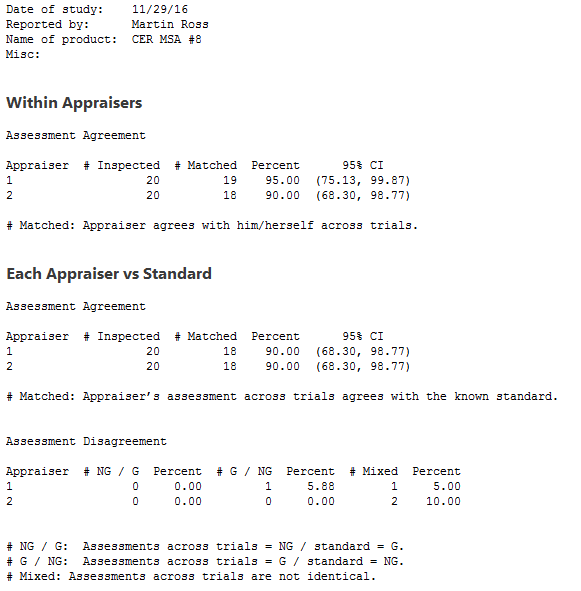 Date of study: 11/29/16
Reported by: Martin Ross
Name of product: CER MSA #8
Misc:
Within Appraisers
Assessment Agreement
Appraiser # Inspected # Matched Percent 95% CI
1 20 19 95.00 (75.13, 99.87)
2 20 18 90.00 (68.30, 98.77)
# Matched: Appraiser agrees with him/herself across trials.
Each Appraiser vs Standard
Assessment Agreement
Appraiser # Inspected # Matched Percent 95% CI
1 20 18 90.00 (68.30, 98.77)
2 20 18 90.00 (68.30, 98.77)
# Matched: Appraiser’s assessment across trials agrees with the known standard.
Assessment Disagreement
Appraiser # NG / G Percent # G / NG Percent # Mixed Percent
1 0 0.00 1 5.88 1 5.00
2 0 0.00 0 0.00 2 10.00
# NG / G: Assessments across trials = NG / standard = G.
# G / NG: Assessments across trials = G / standard = NG.
# Mixed: Assessments across trials are not identical.